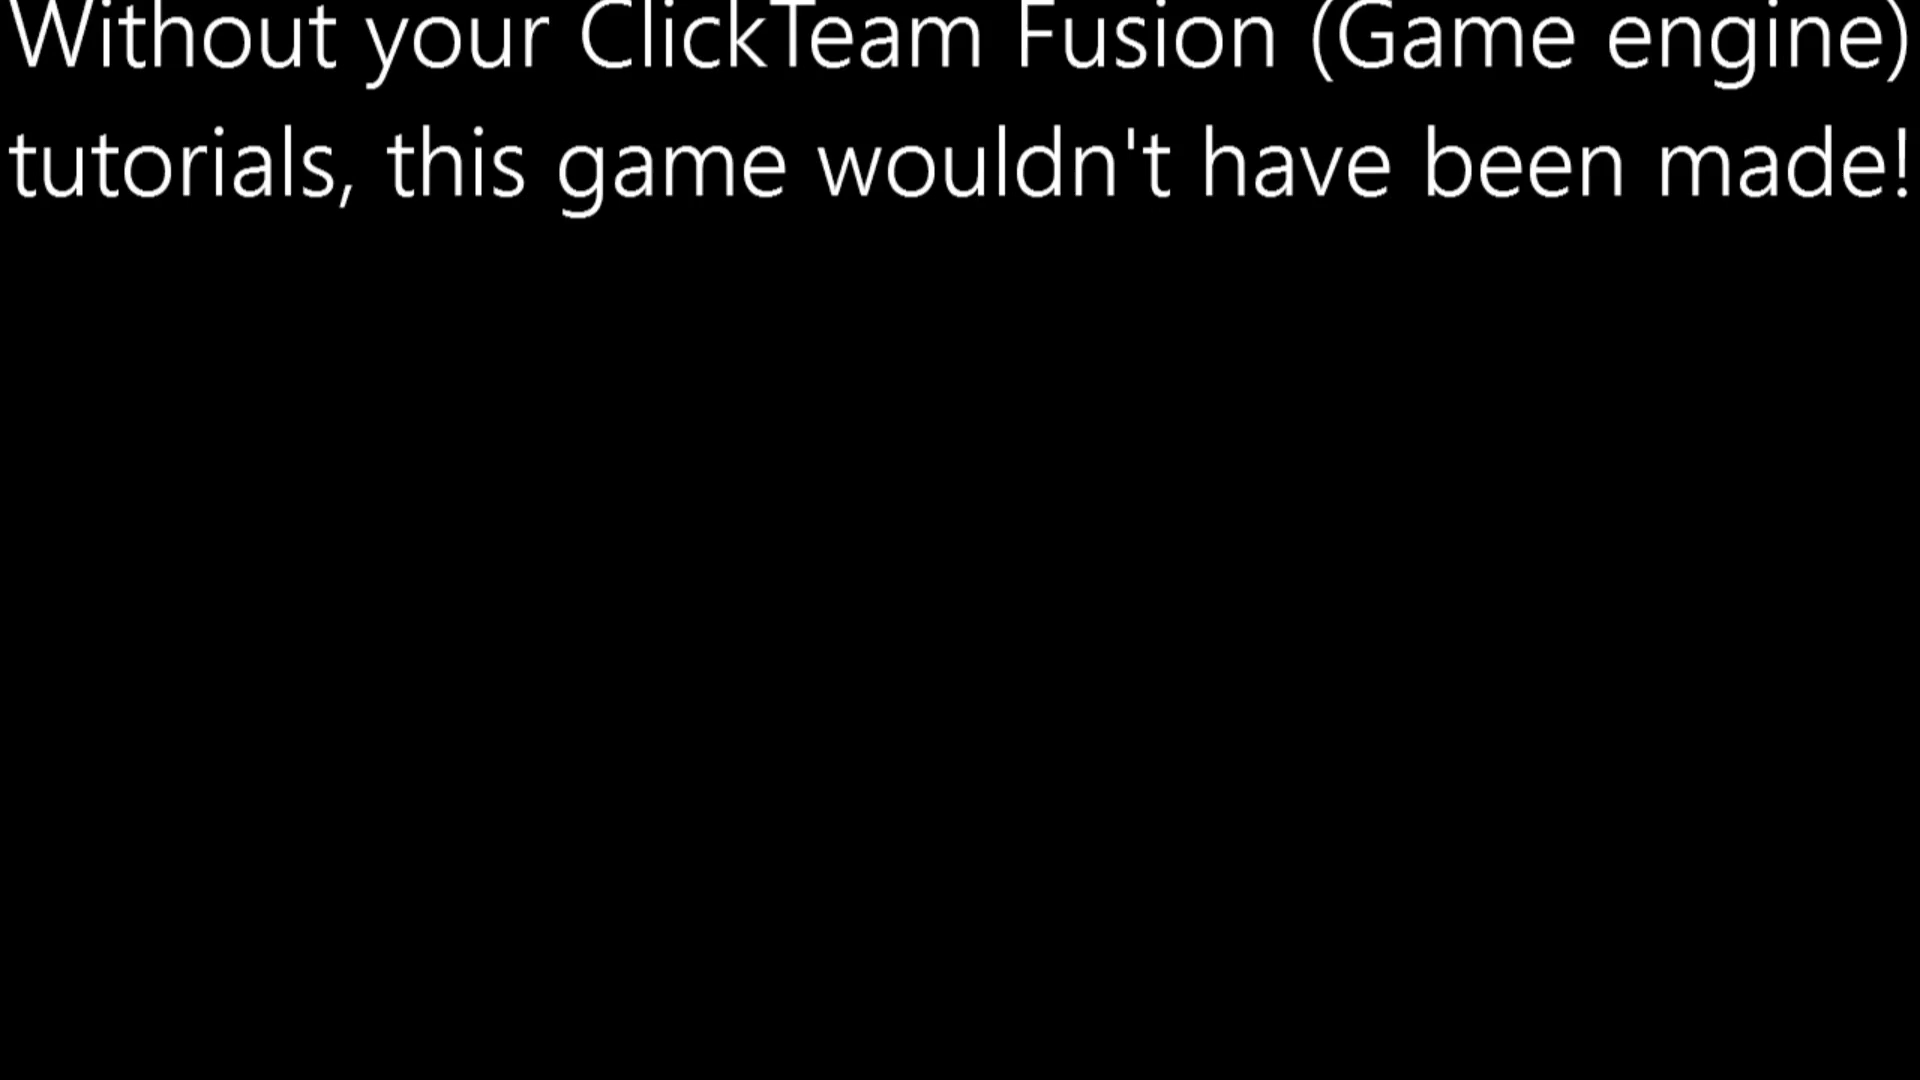 Without your ClickTeam Fusion (Game engine)
tutorials, this game wouldn't have been made!